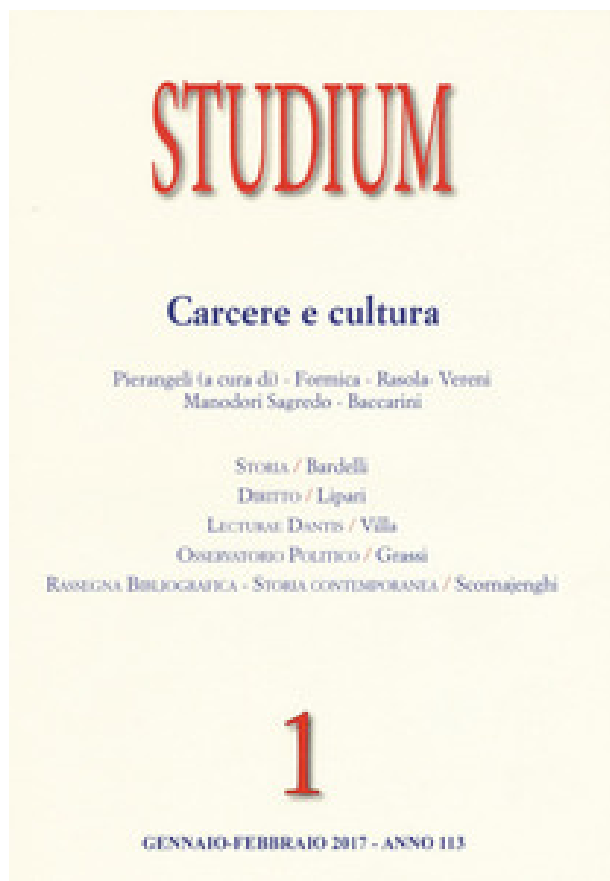 STUDIUM
Carcere e cultura
Pierangeli (a cura di) - Formica - Rasola- Vereni
Manodori Sagredo - Baccarini
STORIA / Bardelli
DIRITTO / Lipari
LECTURAE DANTIS / Villa
OSSERVATORIO POLITICO / Grassi
RASSEGNA BIBLIOGRAFICA - STORIA CONTEMPORANEA / Scornajenghi
1
GENNAIO-FEBBRAIO 2017 - ANNO 113